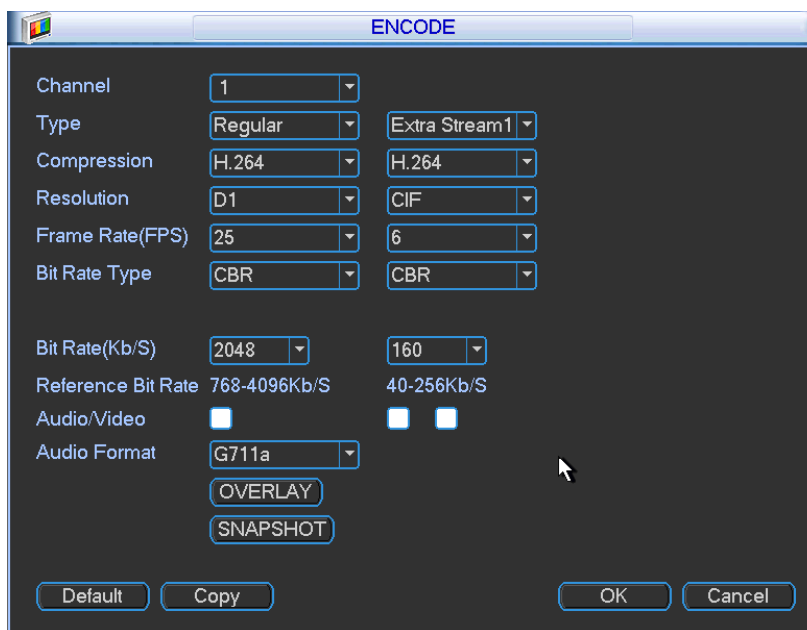 ENCODE
Channel 1
Type Regular Extra Stream1
Compression H.264 H.264
Resolution D1 CIF
Frame Rate(FPS) 25 6
Bit Rate Type CBR CBR
Bit Rate(Kb/S) 2048 160
Reference Bit Rate 768-4096Kb/S 40-256Kb/S
Audio/Video
Audio Format G711a
OVERLAY
SNAPSHOT
Default Copy OK Cancel